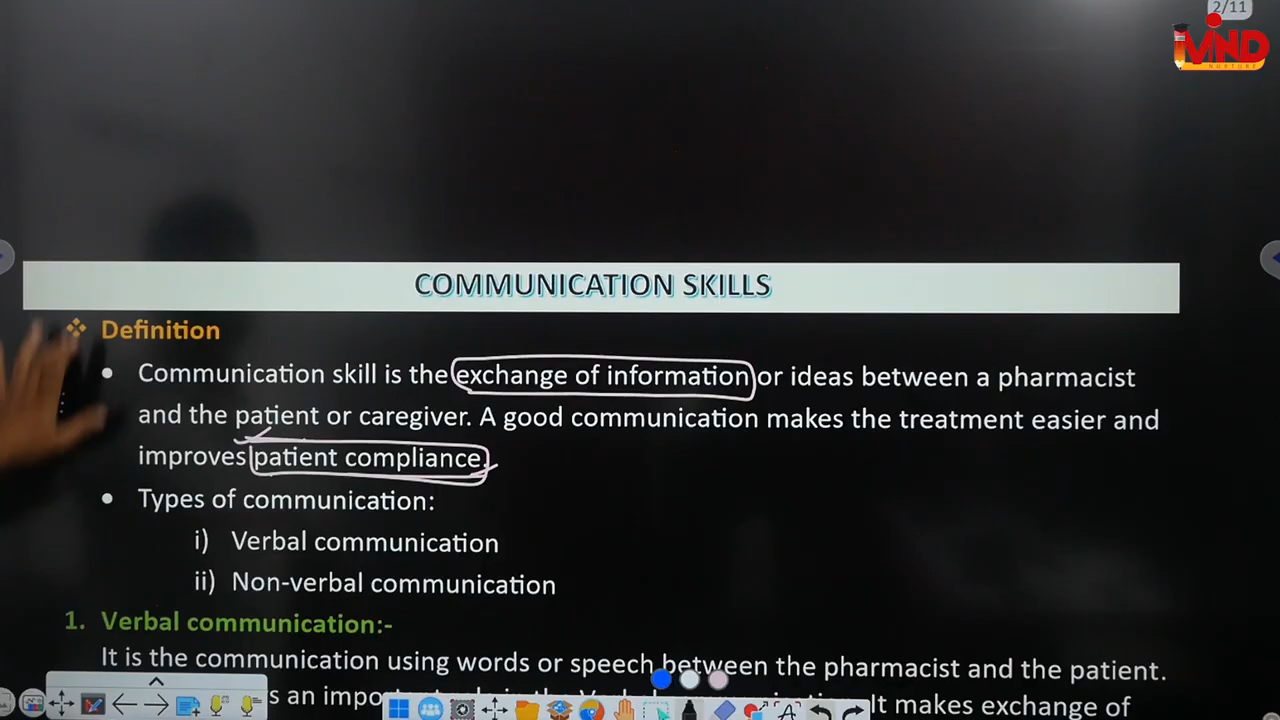 2/11
MIND
NURTURE
COMMUNICATION SKILLS
Definition
Communication skill is the exchange of information or ideas between a pharmacist
and the patient or caregiver. A good communication makes the treatment easier and
improves patient compliance.
Types of communication:
i) Verbal communication
ii) Non-verbal communication
1. Verbal communication:-
It is the communication using words or speech between the pharmacist and the patient.
It makes exchange of